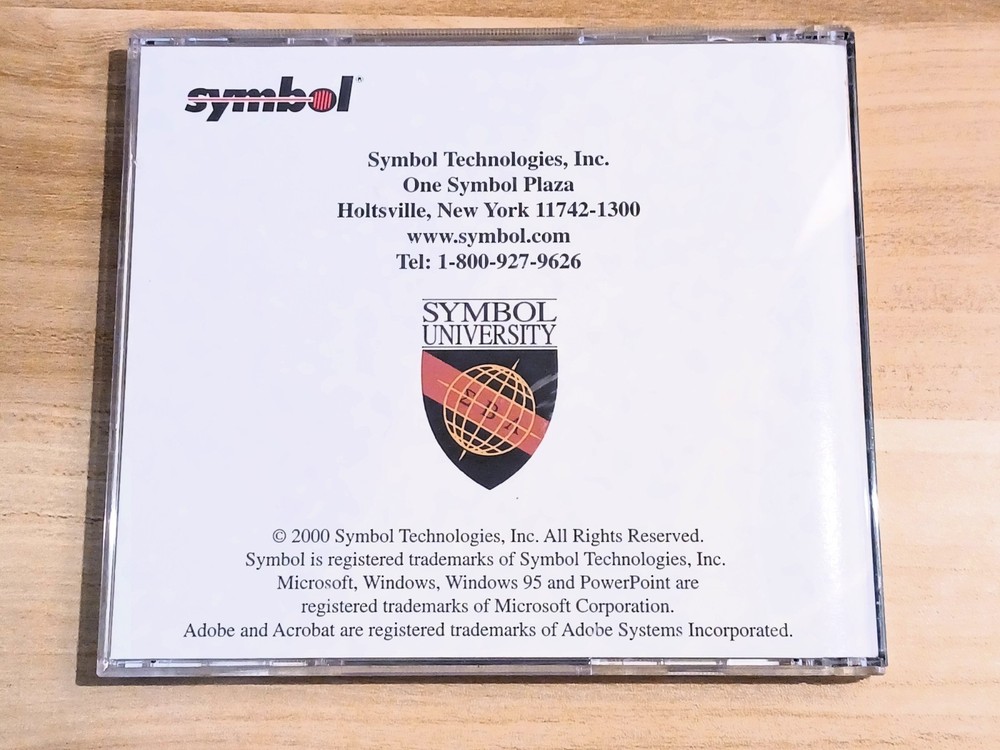 symbol®
Symbol Technologies, Inc.
One Symbol Plaza
Holtsville, New York 11742-1300
www.symbol.com
Tel: 1-800-927-9626
SYMBOL
UNIVERSITY
Σ Β Α
© 2000 Symbol Technologies, Inc. All Rights Reserved.
Symbol is registered trademarks of Symbol Technologies, Inc.
Microsoft, Windows, Windows 95 and PowerPoint are
registered trademarks of Microsoft Corporation.
Adobe and Acrobat are registered trademarks of Adobe Systems Incorporated.